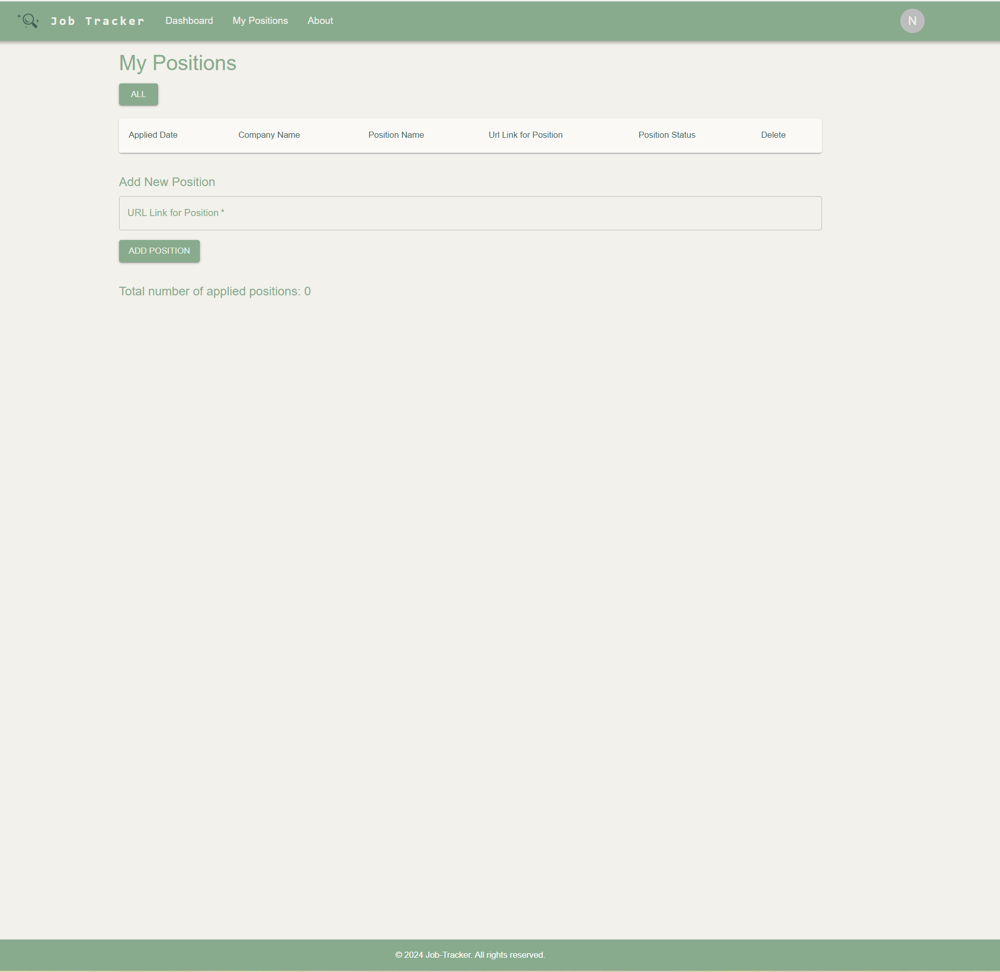 Job Tracker Dashboard My Positions About N
My Positions
ALL
Applied Date Company Name Position Name Url Link for Position Position Status Delete
Add New Position
URL Link for Position *
ADD POSITION
Total number of applied positions: 0
© 2024 Job-Tracker. All rights reserved.